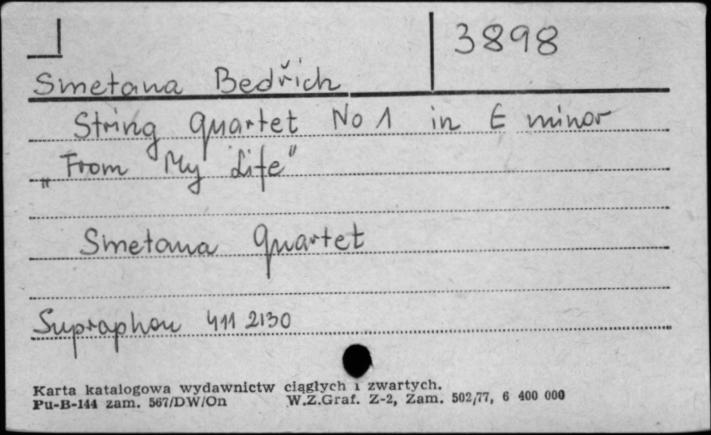 3898
Smetana Bedřich
String Quartet No 1 in E minor
„From My Life"
Smetana Quartet
Supraphon 411 2130
Karta katalogowa wydawnictw ciągłych i zwartych.
Pu-B-144 zam. 567/DW/On W.Z.Graf. Z-2, Zam. 502/77, 6 400 000